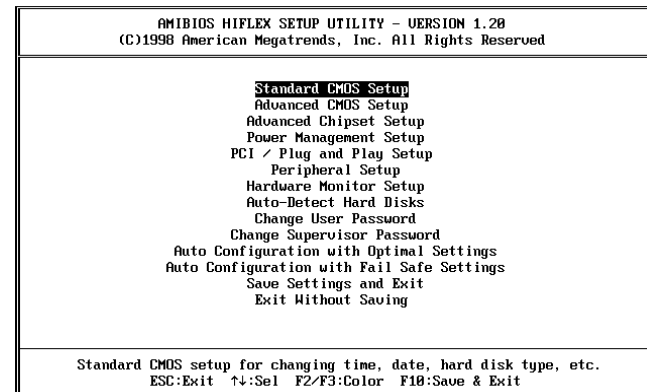 AMIBIOS HIFLEX SETUP UTILITY - VERSION 1.20
(C)1998 American Megatrends, Inc. All Rights Reserved
Standard CMOS Setup
Advanced CMOS Setup
Advanced Chipset Setup
Power Management Setup
PCI / Plug and Play Setup
Peripheral Setup
Hardware Monitor Setup
Auto-Detect Hard Disks
Change User Password
Change Supervisor Password
Auto Configuration with Optimal Settings
Auto Configuration with Fail Safe Settings
Save Settings and Exit
Exit Without Saving
Standard CMOS setup for changing time, date, hard disk type, etc.
ESC:Exit ↑↓:Sel F2/F3:Color F10:Save & Exit